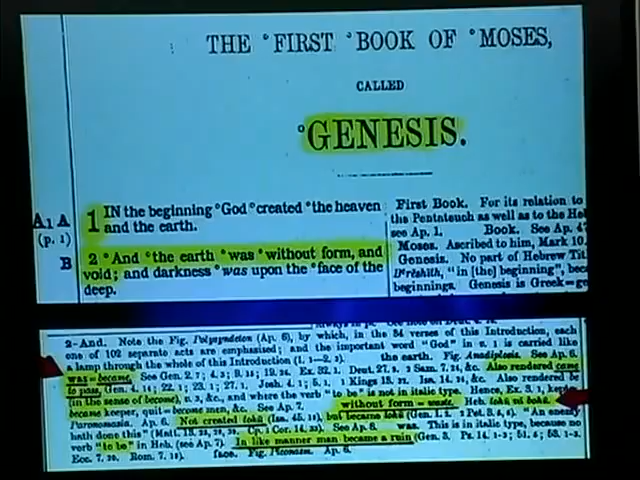 THE °FIRST °BOOK OF °MOSES,
CALLED
°GENESIS.
A1 A
(p. 1)
B
1 IN the beginning °God °created °the heaven
and the earth.
2 °And °the earth °was °without form, and
void; and darkness °was upon the °face of the
deep.
First Book. For its relation to
the Pentateuch as well as to the
see Ap. 1. Book. See Ap.
Moses. Ascribed to him, Mark 10.
Genesis. No part of Hebrew
"in [the] beginning",
beginnings. Genesis is Greek =
2-And. Note the Fig. Polysyndeton (Ap. 6), by which, in the 34 verses of this Introduction, each
one of 102 separate acts are emphasised; and the important word "God" in v. 1 is carried like
a lamp through the whole of this Introduction (1. 1-2. 3). the earth. Fig. Anadiplosis. See Ap. 6.
was = became. See Gen. 2. 7; 4. 3; 9. 15; 19. 26. Ex. 32. 1. Deut. 27. 9. 2 Sam. 7. 24, &c. Also rendered came
to pass, Gen. 4. 14; 22. 1; 23. 1; 27. 1. Josh. 4. 1; 5. 1. 1 Kings 13. 32. Isa. 14. 24, &c. Also rendered be
(in the sense of become), v. 3, &c., and where the verb "to be" is not in italic type. Hence, Ex. 3. 1,
became keeper, quit = become men, &c. See Ap. 7. without form = waste. Heb. tohu va bohu.
Paronomasia. Ap. 6. Not created tohu (Isa. 45. 18), but became tohu (Gen. 1. 2. 2 Pet. 3. 5, 6). "An enemy
hath done this" (Matt. 13. Cp. 1 Cor. 14. 33). See Ap. 8. was. This is in italic type, because no
verb "to be" in Heb. (see Ap. 7). In like manner man became a ruin (Gen. 3. Ps. 14. 1-3; 51. 5; 53. 1-3.
Ecc. 7. 20. Rom. 7. 18). face. Fig. Pleonasm. Ap. 6.